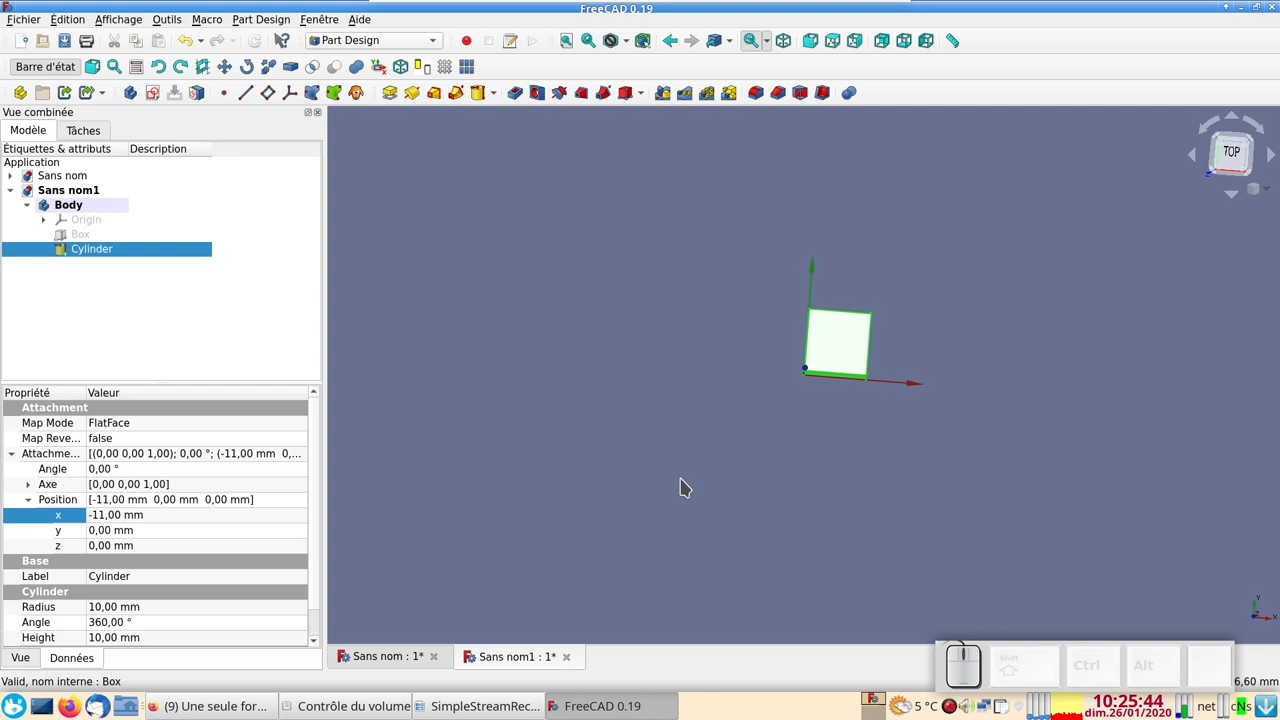 FreeCAD 0.19
Fichier Édition Affichage Outils Macro Part Design Fenêtre Aide
Part Design
Barre d'état
Vue combinée
Modèle Tâches
Étiquettes & attributs Description
Application
Sans nom
Sans nom1
Body
Origin
Box
Cylinder
TOP
Propriété Valeur
Attachment
Map Mode FlatFace
Map Reve... false
Attachme... [(0,00 0,00 1,00); 0,00 °; (-11,00 mm 0,...
Angle 0,00 °
Axe [0,00 0,00 1,00]
Position [-11,00 mm 0,00 mm 0,00 mm]
x -11,00 mm
y 0,00 mm
z 0,00 mm
Base
Label Cylinder
Cylinder
Radius 10,00 mm
Angle 360,00 °
Height 10,00 mm
Y
Z X
Vue Données
Sans nom : 1* Sans nom1 : 1*
Shift Ctrl Alt
Valid, nom interne : Box
6,60 mm
(9) Une seule for... Contrôle du volume SimpleStreamRec... FreeCAD 0.19
5 °C
10:25:44
dim.26/01/2020
net